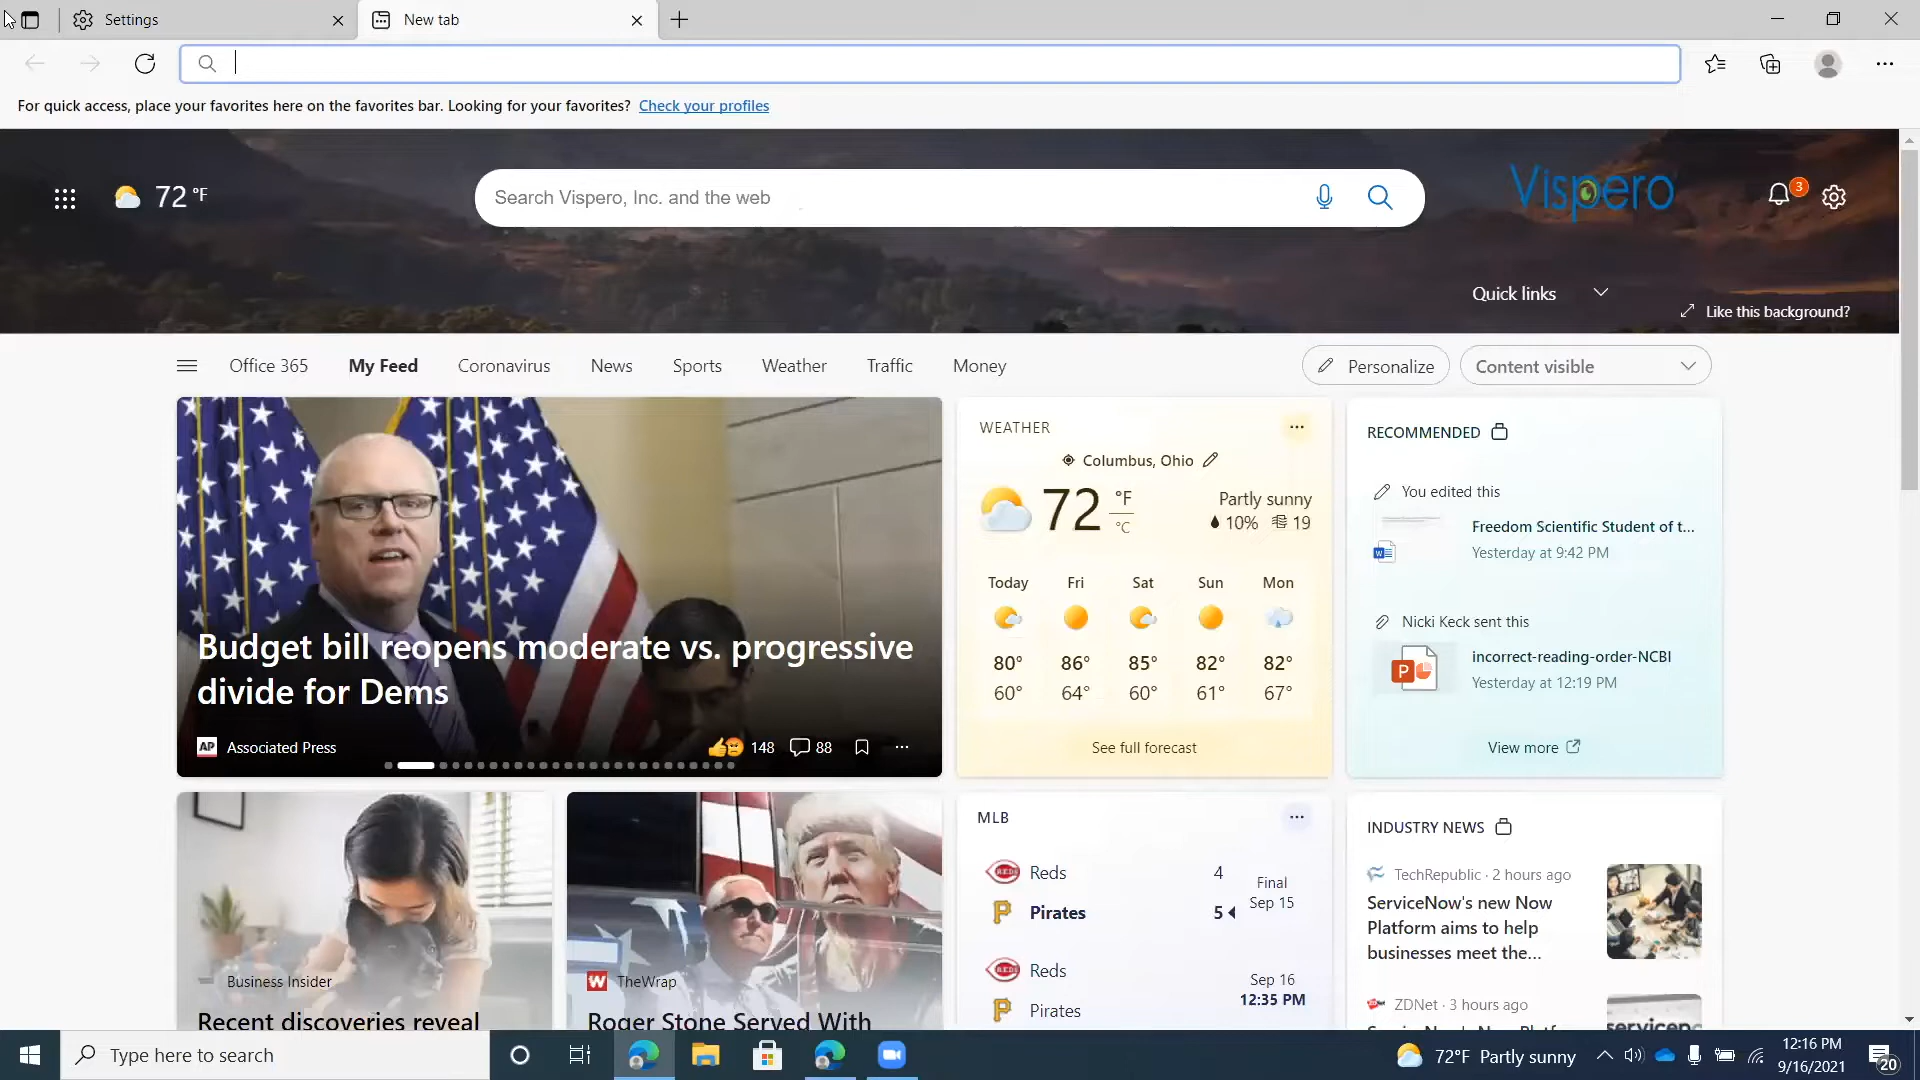 Settings
New tab
For quick access, place your favorites here on the favorites bar. Looking for your favorites? Check your profiles
72 °F
Search Vispero, Inc. and the web
Vispero
3
Quick links
Like this background?
Office 365
My Feed
Coronavirus
News
Sports
Weather
Traffic
Money
Personalize
Content visible
Budget bill reopens moderate vs. progressive
divide for Dems
AP Associated Press
148
88
WEATHER
Columbus, Ohio
72 °F
°C
Partly sunny
10% 19
Today Fri Sat Sun Mon
80° 86° 85° 82° 82°
60° 64° 60° 61° 67°
See full forecast
RECOMMENDED
You edited this
Freedom Scientific Student of t...
Yesterday at 9:42 PM
Nicki Keck sent this
incorrect-reading-order-NCBI
Yesterday at 12:19 PM
View more
Business Insider
Recent discoveries reveal
W TheWrap
Roger Stone Served With
MLB
REDS
Reds 4
Pirates 5
Final
Sep 15
Reds
Pirates
Sep 16
12:35 PM
INDUSTRY NEWS
TechRepublic · 2 hours ago
ServiceNow's new Now
Platform aims to help
businesses meet the...
ZDNet · 3 hours ago
Type here to search
72°F Partly sunny
12:16 PM
9/16/2021
20